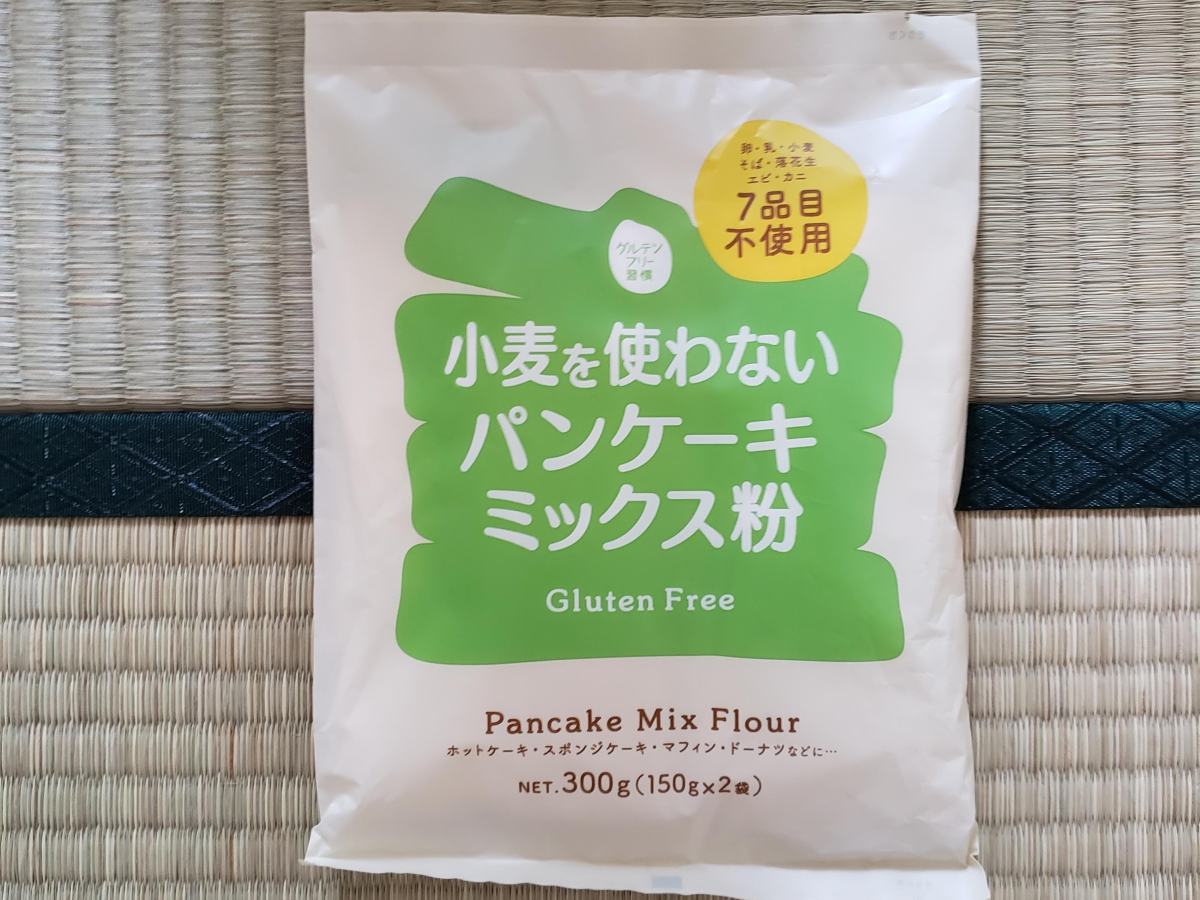 卵・乳・小麦
そば・落花生
エビ・カニ
7品目
不使用
グルテン
フリー
習慣
小麦を使わない
パンケーキ
ミックス粉
Gluten Free
Pancake Mix Flour
ホットケーキ・スポンジケーキ・マフィン・ドーナツなどに…
NET.300g(150g×2袋)